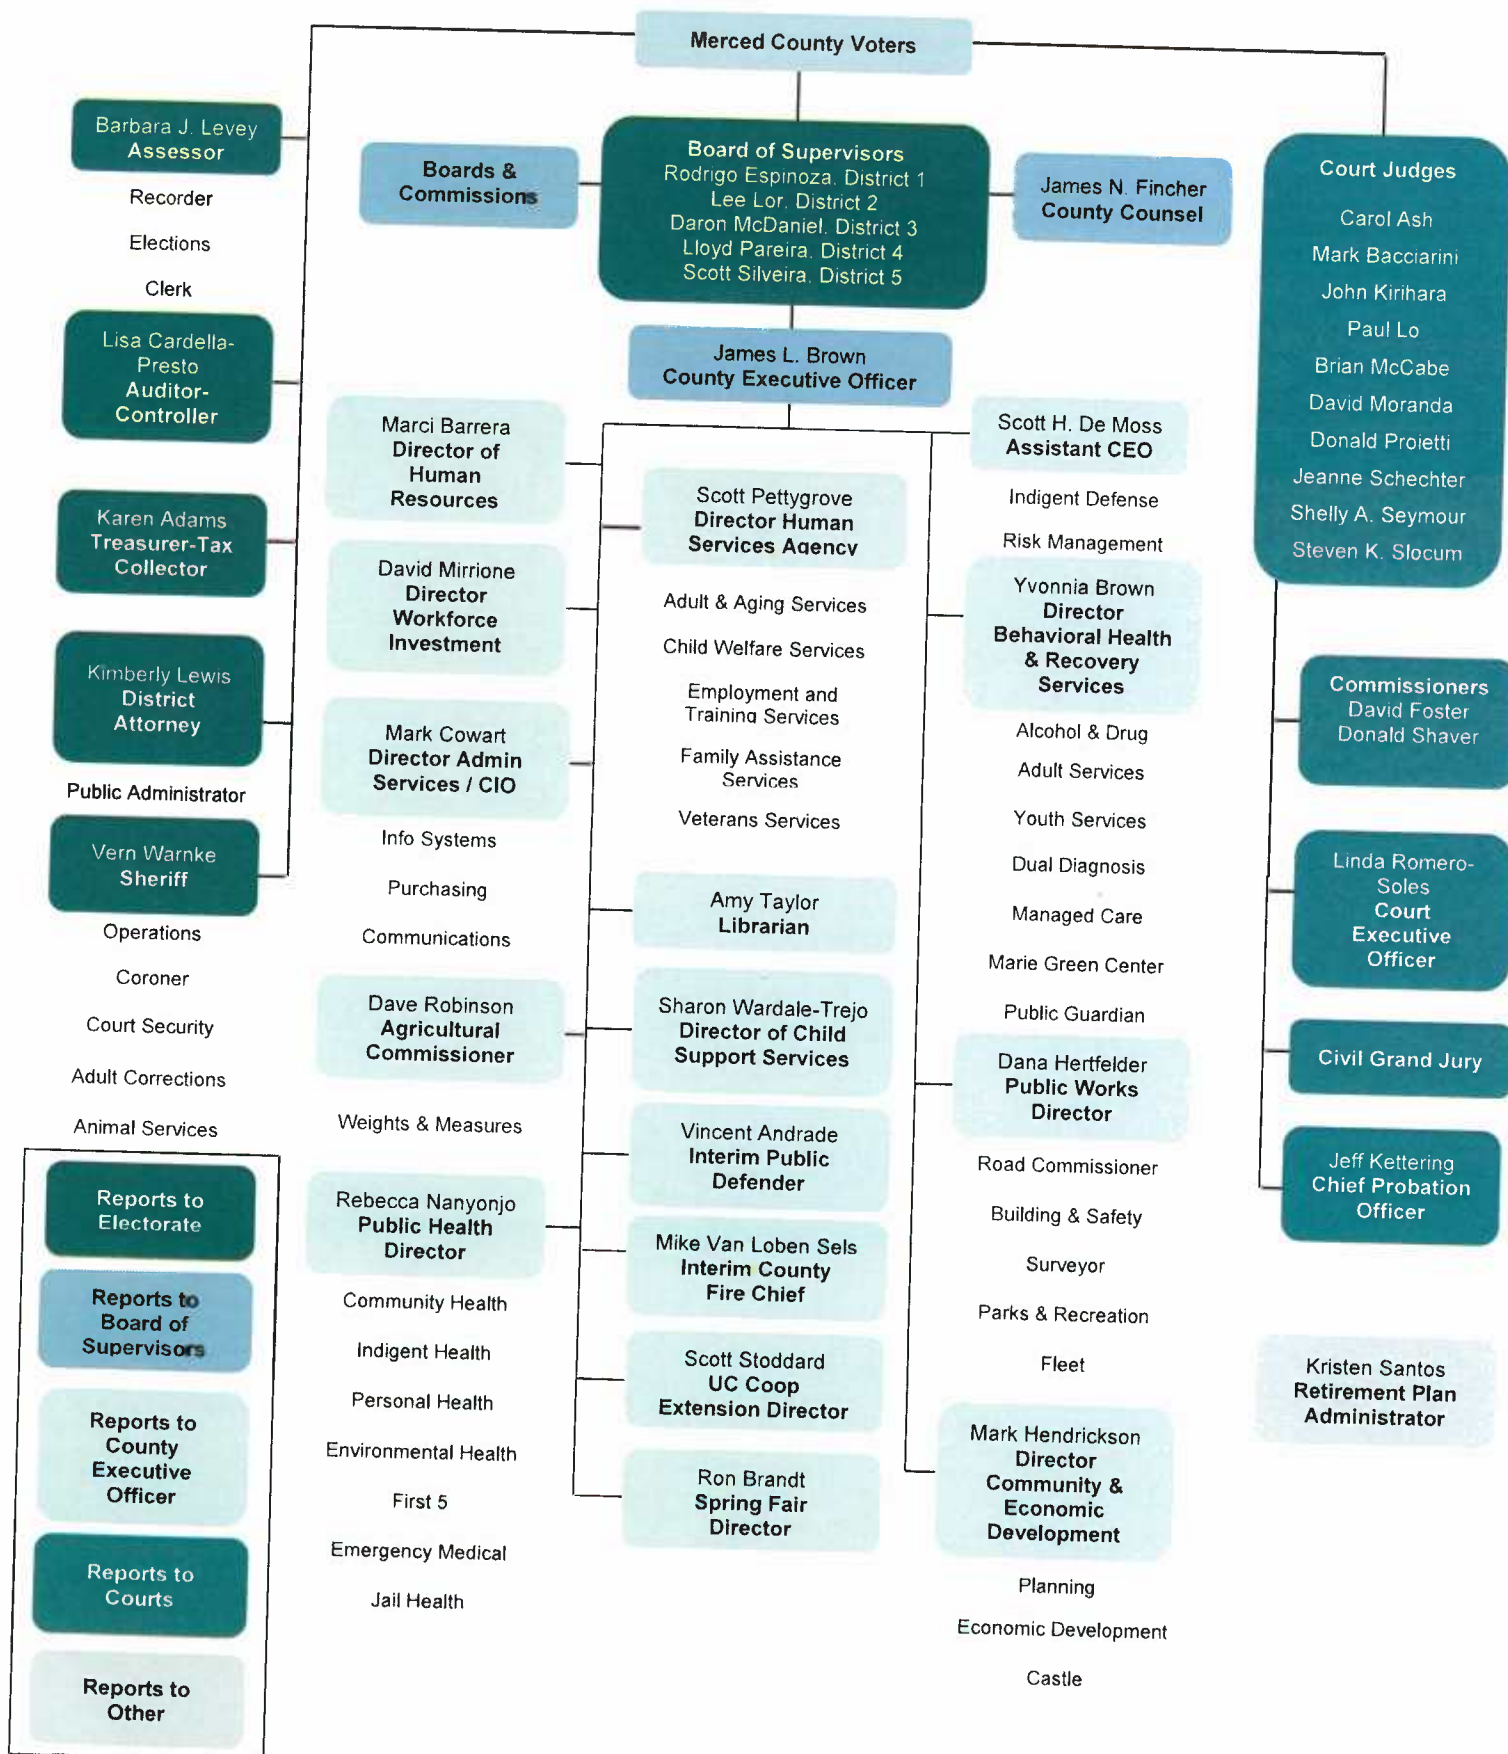 Merced County Voters
Barbara J. Levey
Assessor
Recorder
Elections
Clerk
Lisa Cardella-
Presto
Auditor-
Controller
Karen Adams
Treasurer-Tax
Collector
Kimberly Lewis
District
Attorney
Public Administrator
Vern Warnke
Sheriff
Operations
Coroner
Court Security
Adult Corrections
Animal Services
Boards &
Commissions
Board of Supervisors
Rodrigo Espinoza, District 1
Lee Lor, District 2
Daron McDaniel, District 3
Lloyd Pareira, District 4
Scott Silveira, District 5
James N. Fincher
County Counsel
James L. Brown
County Executive Officer
Marci Barrera
Director of
Human
Resources
David Mirrione
Director
Workforce
Investment
Mark Cowart
Director Admin
Services / CIO
Info Systems
Purchasing
Communications
Dave Robinson
Agricultural
Commissioner
Weights & Measures
Rebecca Nanyonjo
Public Health
Director
Community Health
Indigent Health
Personal Health
Environmental Health
First 5
Emergency Medical
Jail Health
Scott Pettygrove
Director Human
Services Agency
Adult & Aging Services
Child Welfare Services
Employment and
Training Services
Family Assistance
Services
Veterans Services
Amy Taylor
Librarian
Sharon Wardale-Trejo
Director of Child
Support Services
Vincent Andrade
Interim Public
Defender
Mike Van Loben Sels
Interim County
Fire Chief
Scott Stoddard
UC Coop
Extension Director
Ron Brandt
Spring Fair
Director
Scott H. De Moss
Assistant CEO
Indigent Defense
Risk Management
Yvonnia Brown
Director
Behavioral Health
& Recovery
Services
Alcohol & Drug
Adult Services
Youth Services
Dual Diagnosis
Managed Care
Marie Green Center
Public Guardian
Dana Hertfelder
Public Works
Director
Road Commissioner
Building & Safety
Surveyor
Parks & Recreation
Fleet
Mark Hendrickson
Director
Community &
Economic
Development
Planning
Economic Development
Castle
Court Judges
Carol Ash
Mark Bacciarini
John Kirihara
Paul Lo
Brian McCabe
David Moranda
Donald Proietti
Jeanne Schechter
Shelly A. Seymour
Steven K. Slocum
Commissioners
David Foster
Donald Shaver
Linda Romero-
Soles
Court
Executive
Officer
Civil Grand Jury
Jeff Kettering
Chief Probation
Officer
Kristen Santos
Retirement Plan
Administrator
Reports to
Electorate
Reports to
Board of
Supervisors
Reports to
County
Executive
Officer
Reports to
Courts
Reports to
Other